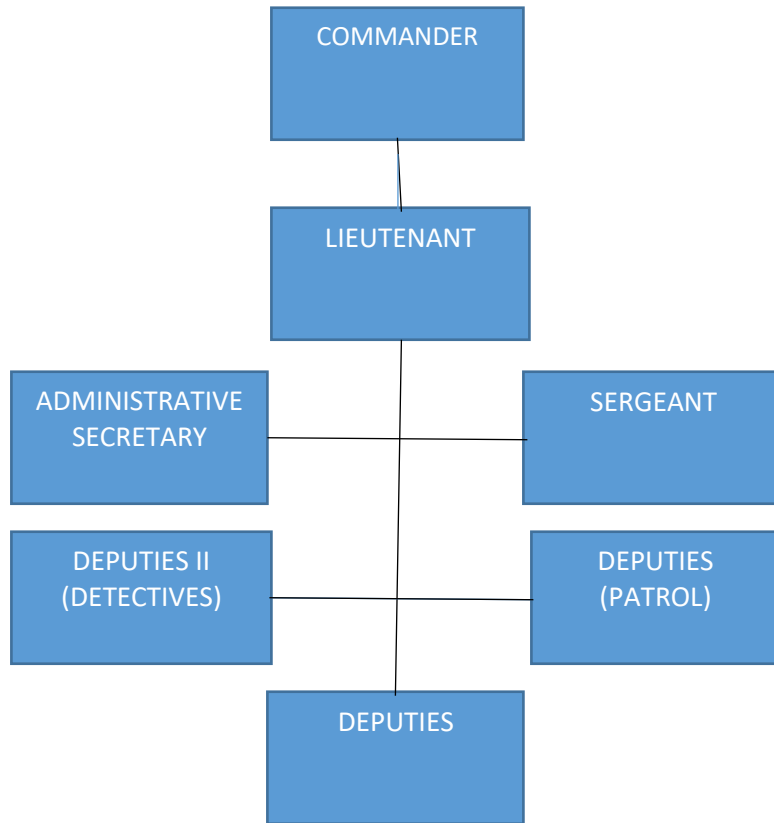 COMMANDER
LIEUTENANT
ADMINISTRATIVE
SECRETARY
SERGEANT
DEPUTIES II
(DETECTIVES)
DEPUTIES
(PATROL)
DEPUTIES